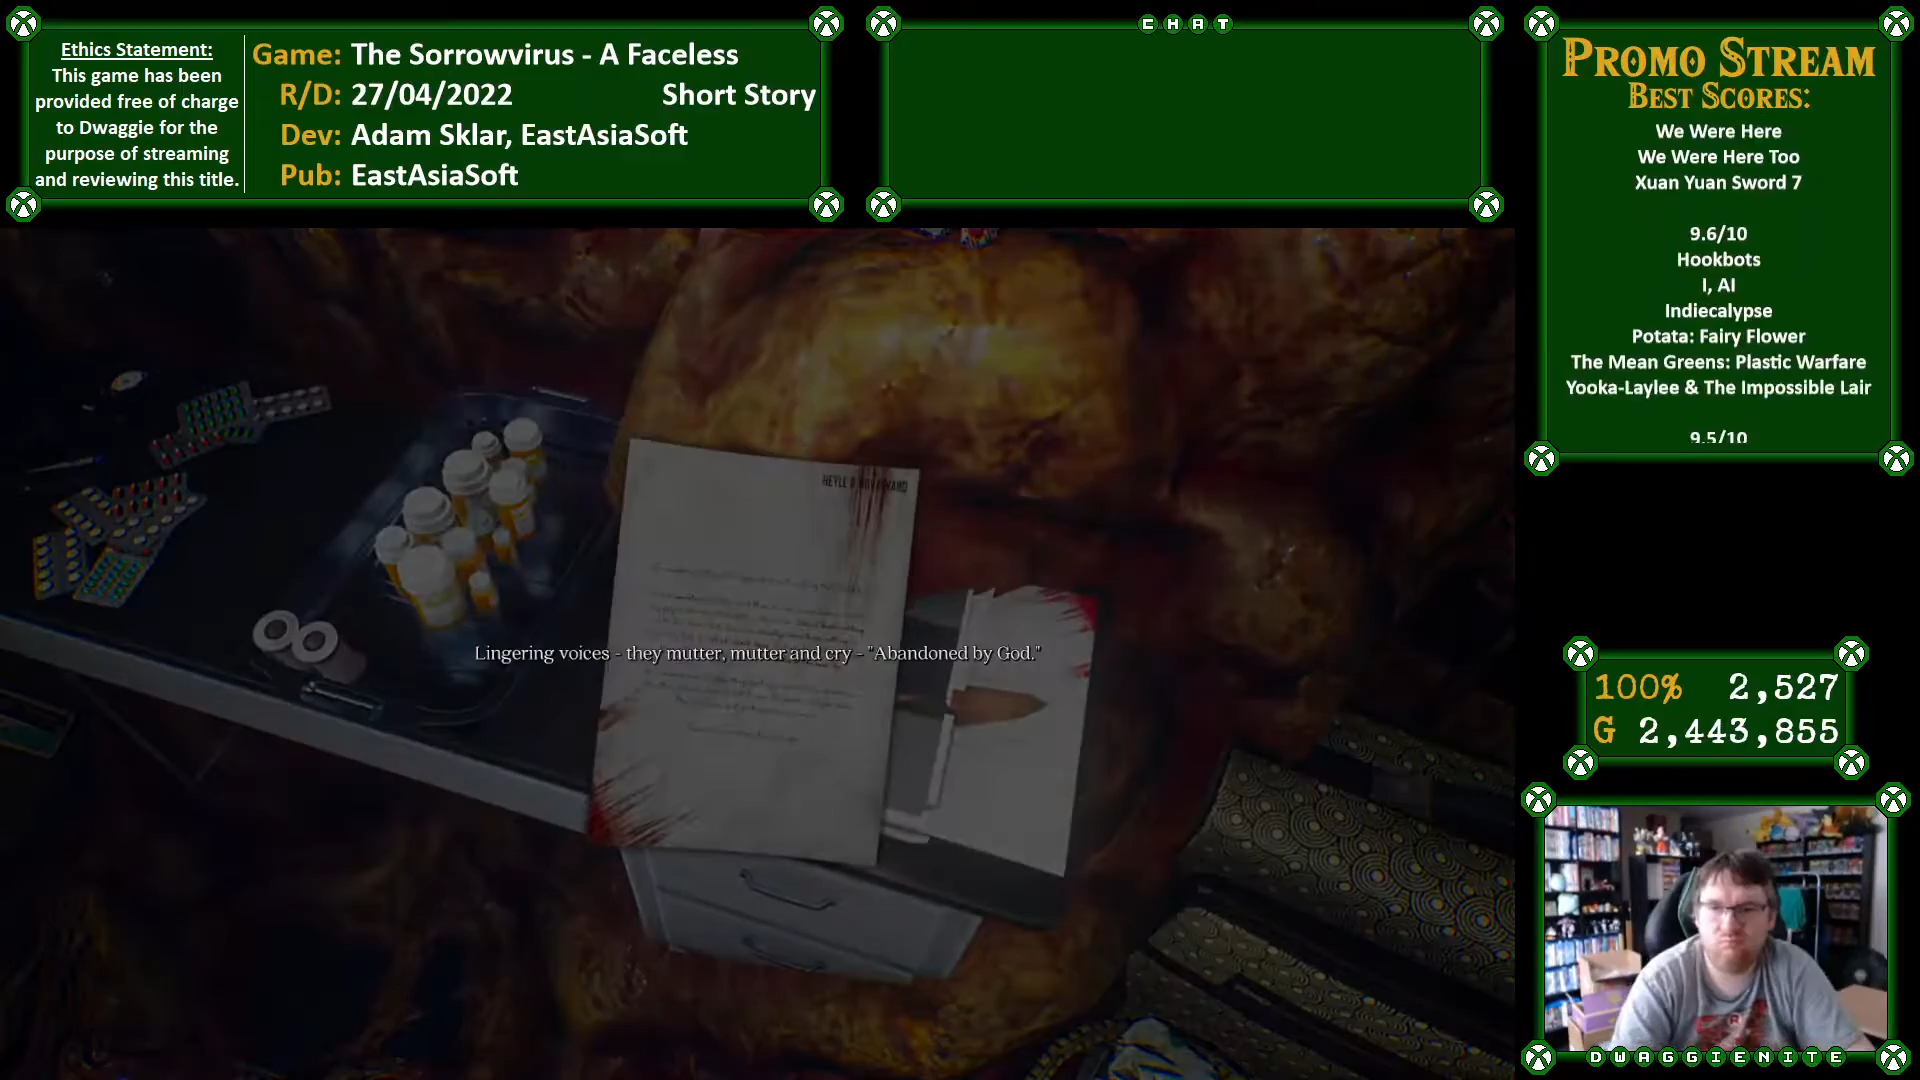 Ethics Statement:
This game has been
provided free of charge
to Dwaggie for the
purpose of streaming
and reviewing this title.
Game: The Sorrowvirus - A Faceless
R/D: 27/04/2022 Short Story
Dev: Adam Sklar, EastAsiaSoft
Pub: EastAsiaSoft
CHAT
PROMO STREAM
BEST SCORES:
We Were Here
We Were Here Too
Xuan Yuan Sword 7
9.6/10
Hookbots
I, AI
Indiecalypse
Potata: Fairy Flower
The Mean Greens: Plastic Warfare
Yooka-Laylee & The Impossible Lair
9.5/10
Lingering voices - they mutter, mutter and cry - "Abandoned by God."
100% 2,527
G 2,443,855
DWAGGIENITE